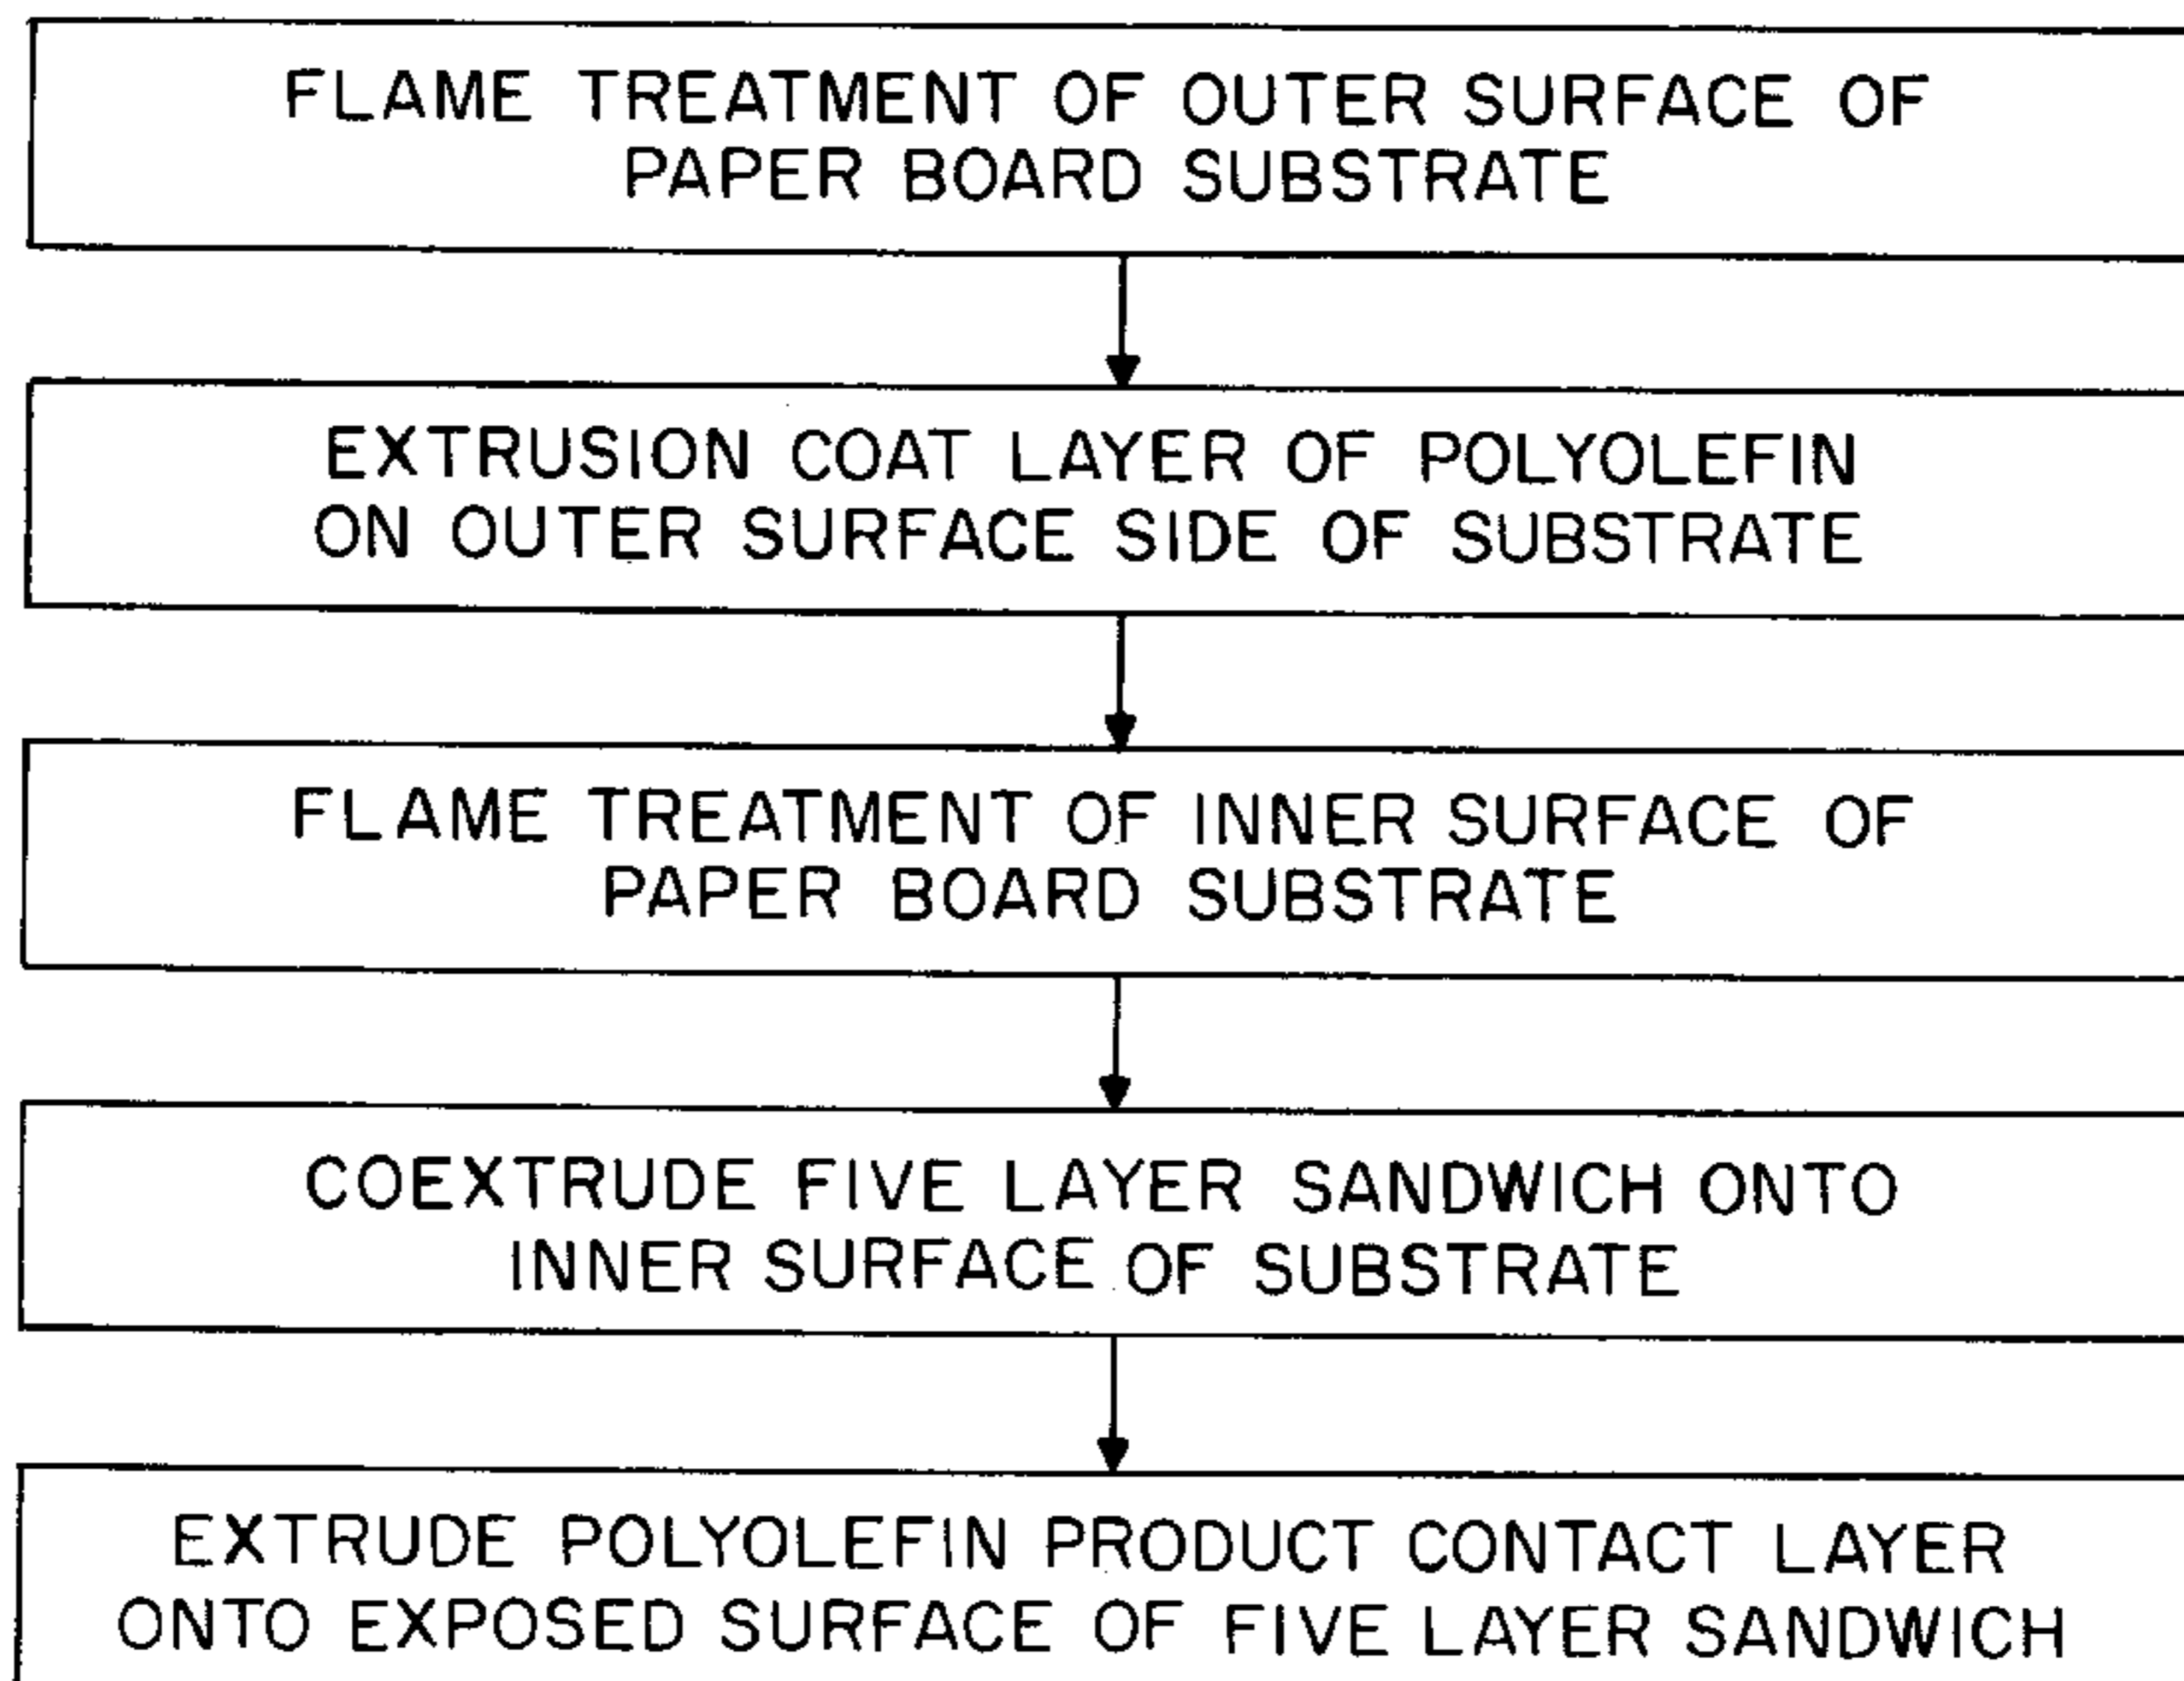 FLAME TREATMENT OF OUTER SURFACE OF
PAPER BOARD SUBSTRATE
EXTRUSION COAT LAYER OF POLYOLEFIN
ON OUTER SURFACE SIDE OF SUBSTRATE
FLAME TREATMENT OF INNER SURFACE OF
PAPER BOARD SUBSTRATE
COEXTRUDE FIVE LAYER SANDWICH ONTO
INNER SURFACE OF SUBSTRATE
EXTRUDE POLYOLEFIN PRODUCT CONTACT LAYER
ONTO EXPOSED SURFACE OF FIVE LAYER SANDWICH